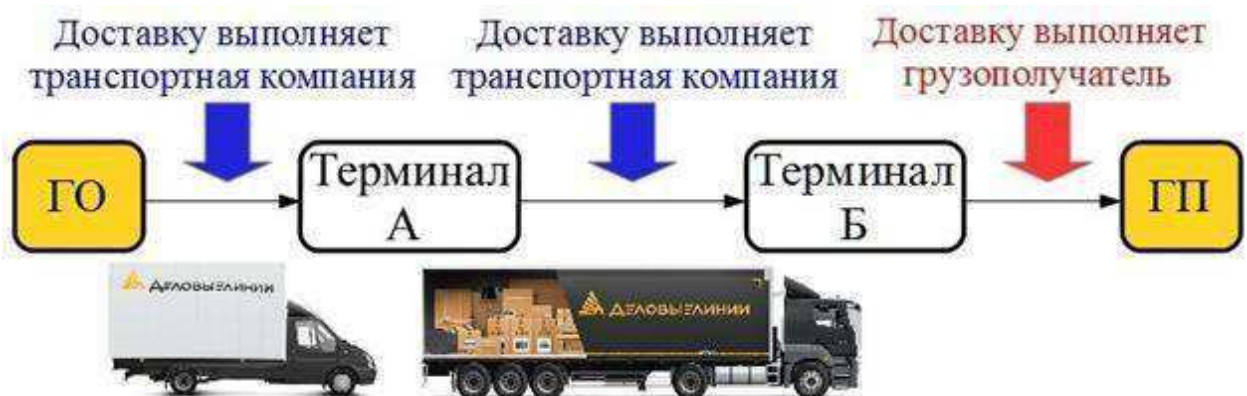 Доставку выполняет
транспортная компания
Доставку выполняет
транспортная компания
Доставку выполняет
грузополучатель
ГО
Терминал
А
Терминал
Б
ГП
ДЕЛОВЫЕ ЛИНИИ
ДЕЛОВЫЕ ЛИНИИ